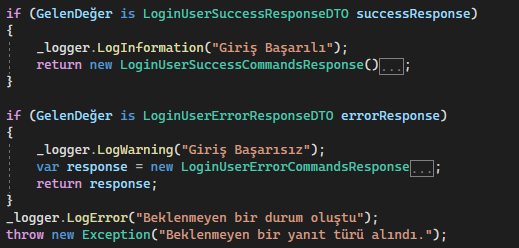 if (GelenDeğer is LoginUserSuccessResponseDTO successResponse)
{
    _logger.LogInformation("Giriş Başarılı");
    return new LoginUserSuccessCommandsResponse()...;
}

if (GelenDeğer is LoginUserErrorResponseDTO errorResponse)
{
    _logger.LogWarning("Giriş Başarısız");
    var response = new LoginUserErrorCommandsResponse...;
    return response;
}
_logger.LogError("Beklenmeyen bir durum oluştu");
throw new Exception("Beklenmeyen bir yanıt türü alındı.");